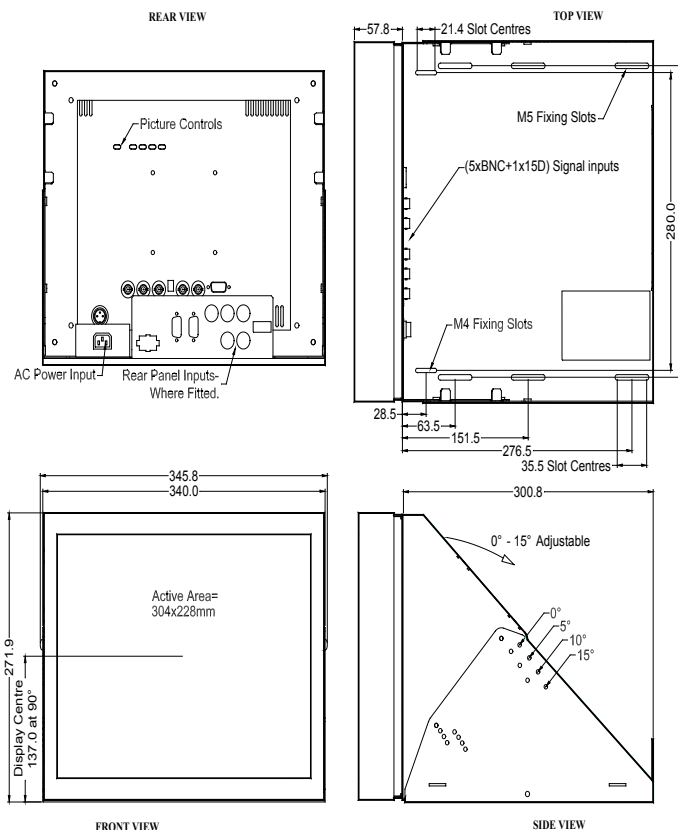 REAR VIEW
TOP VIEW
57.8
21.4 Slot Centres
Picture Controls
M5 Fixing Slots
(5xBNC+1x15D) Signal inputs
280.0
M4 Fixing Slots
AC Power Input
Rear Panel Inputs-
Where Fitted.
28.5
63.5
151.5
276.5
35.5 Slot Centres
345.8
340.0
300.8
0° - 15° Adjustable
Active Area=
304x228mm
0°
5°
10°
15°
271.9
Display Centre
137.0 at 90°
FRONT VIEW
SIDE VIEW